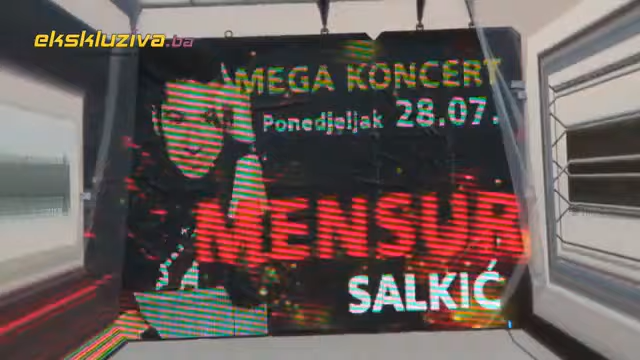 ekskluziva.ba
MEGA KONCERT
Ponedjeljak 28.07.
MENSUR
SALKIĆ